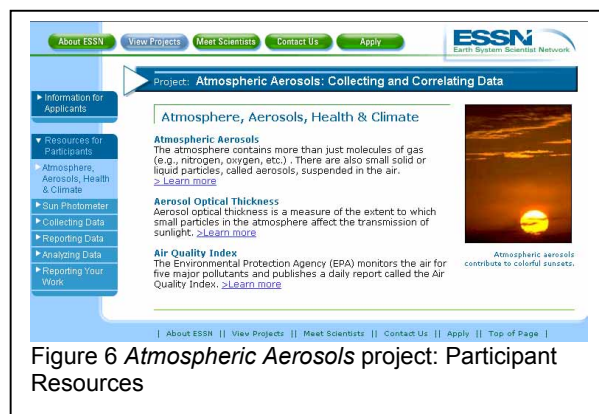 About ESSN
View Projects
Meet Scientists
Contact Us
Apply
ESSN
Earth System Scientist Network
Project: Atmospheric Aerosols: Collecting and Correlating Data
Information for
Applicants
Resources for
Participants
Atmosphere,
Aerosols, Health
& Climate
Sun Photometer
Collecting Data
Reporting Data
Analyzing Data
Reporting Your
Work
Atmosphere, Aerosols, Health & Climate
Atmospheric Aerosols
The atmosphere contains more than just molecules of gas
(e.g., nitrogen, oxygen, etc.) . There are also small solid or
liquid particles, called aerosols, suspended in the air.
> Learn more
Aerosol Optical Thickness
Aerosol optical thickness is a measure of the extent to which
small particles in the atmosphere affect the transmission of
sunlight. >Learn more
Air Quality Index
The Environmental Protection Agency (EPA) monitors the air for
five major pollutants and publishes a daily report called the Air
Quality Index. >Learn more
Atmospheric aerosols
contribute to colorful sunsets.
| About ESSN || View Projects || Meet Scientists || Contact Us || Apply || Top of Page |
Figure 6 Atmospheric Aerosols project: Participant
Resources